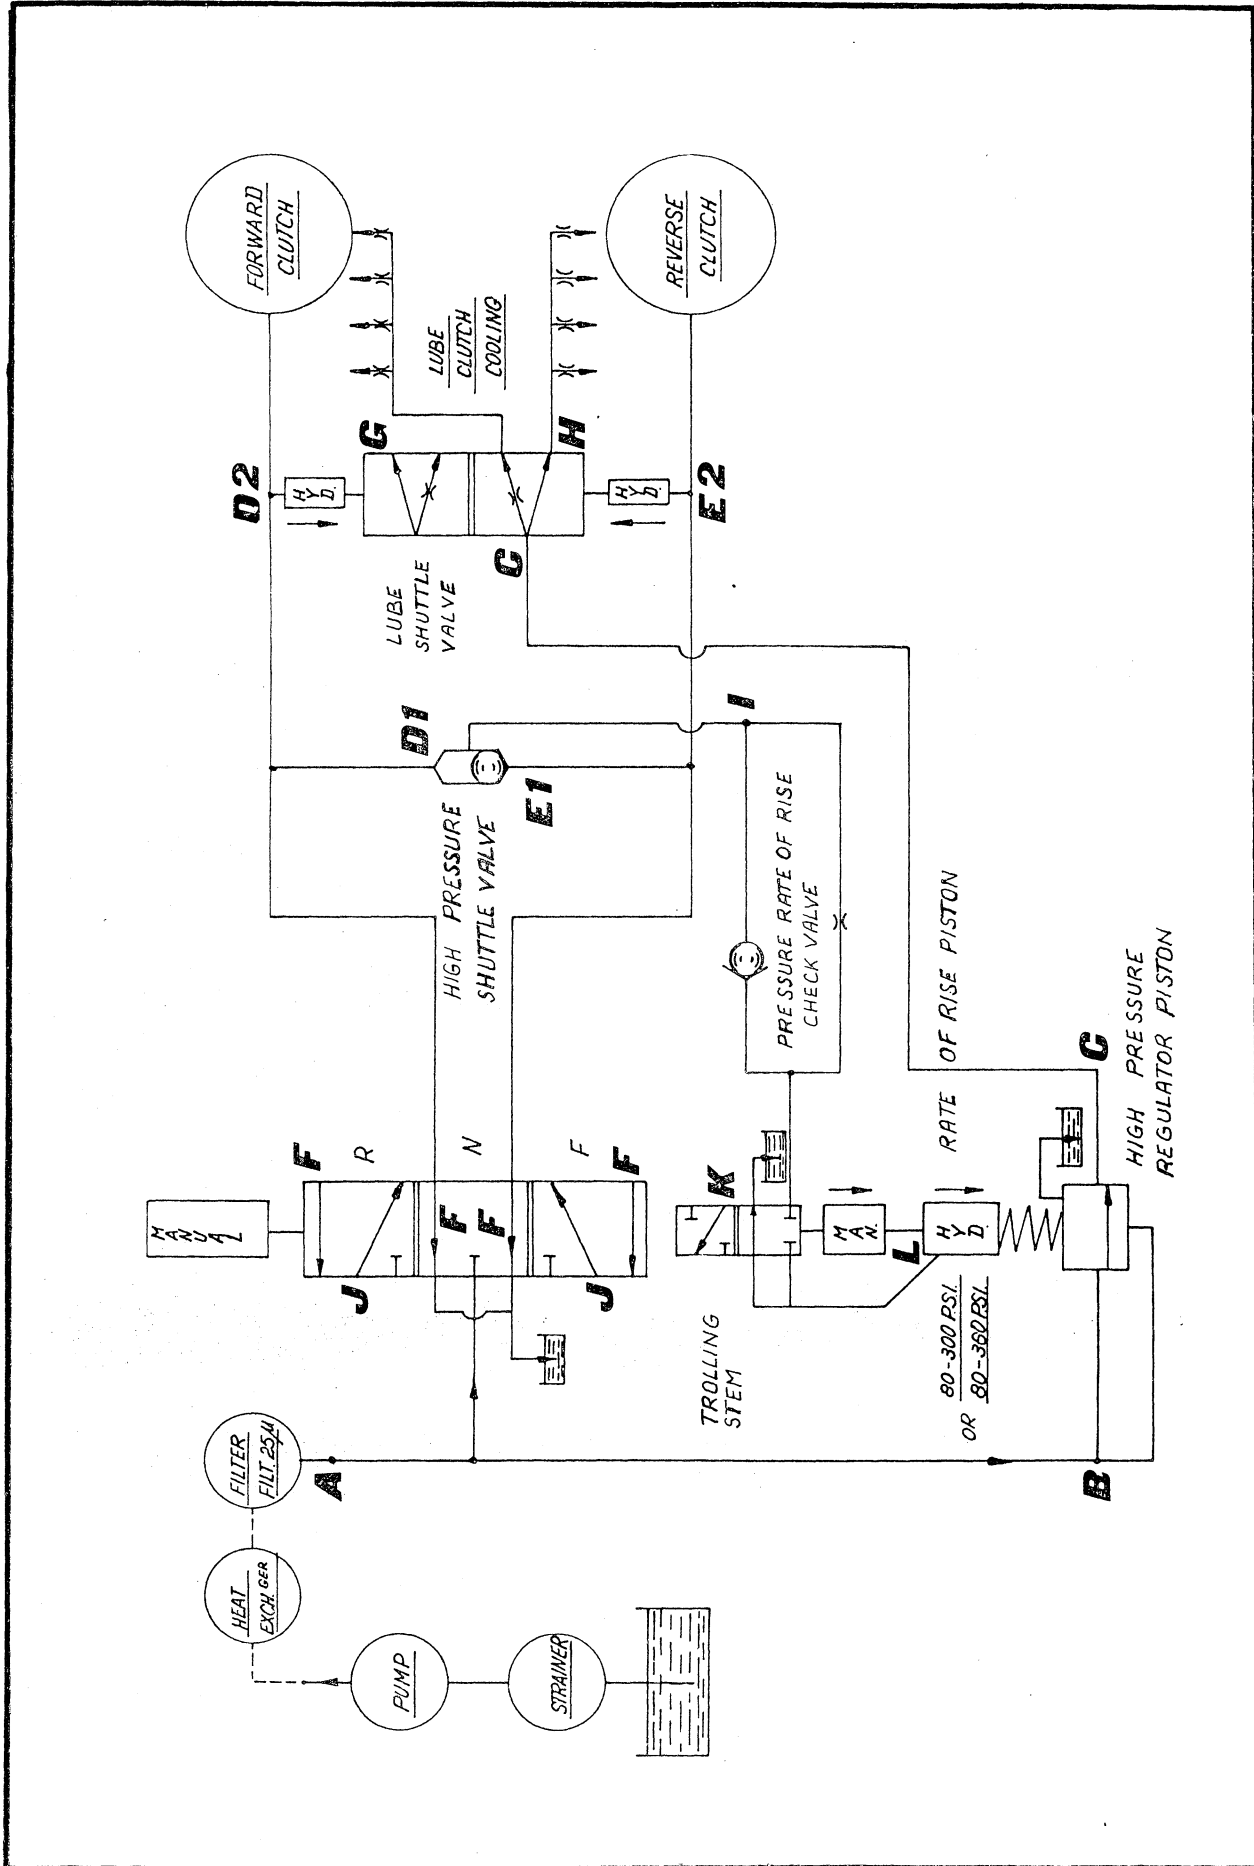 FORWARD
CLUTCH
REVERSE
CLUTCH
LUBE
CLUTCH
COOLING
D2
HYD.
G
H
HYD.
E2
C
LUBE
SHUTTLE
VALVE
D1
E1
HIGH PRESSURE
SHUTTLE VALVE
I
PRESSURE RATE OF RISE
CHECK VALVE
MANUAL
F
R
J
F
N
F
F
F
J
K
MAN.
L
HYD.
RATE OF RISE PISTON
C
HIGH PRESSURE
REGULATOR PISTON
TROLLING
STEM
80-300 PSI.
OR 80-360 PSI.
FILTER
FILT. 25µ
A
B
HEAT
EXCH.GER
PUMP
STRAINER